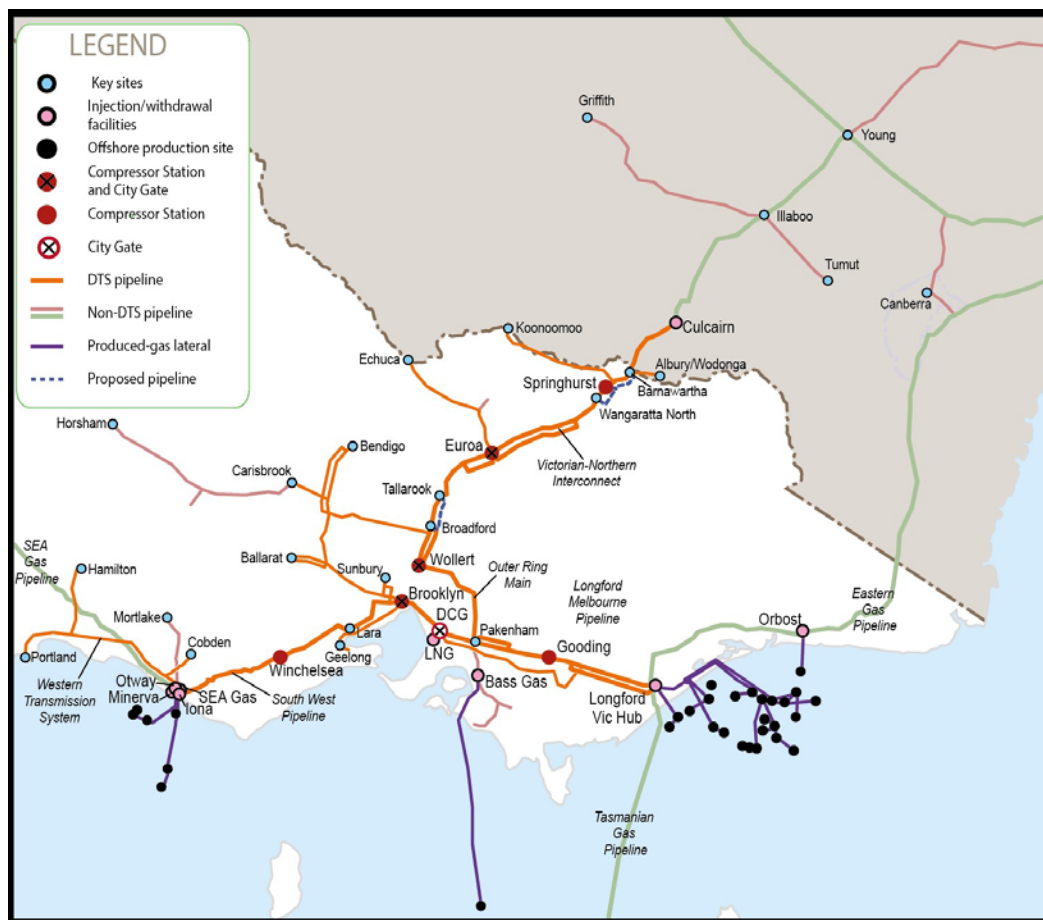 LEGEND
Key sites
Injection/withdrawal
facilities
Offshore production site
Compressor Station
and City Gate
Compressor Station
City Gate
DTS pipeline
Non-DTS pipeline
Produced-gas lateral
Proposed pipeline
Griffith
Young
Illaboo
Tumut
Canberra
Culcairn
Koonoomoo
Echuca
Albury/Wodonga
Springhurst
Barnawartha
Wangaratta North
Horsham
Bendigo
Euroa
Victorian-Northern
Interconnect
Carisbrook
Tallarook
Broadford
SEA
Gas
Pipeline
Hamilton
Ballarat
Sunbury
Wollert
Outer Ring
Main
Longford
Melbourne
Pipeline
Eastern
Gas
Pipeline
Mortlake
Brooklyn
DCG
Orbost
Cobden
Lara
Pakenham
Gooding
LNG
Geelong
Portland
Winchelsea
Western
Transmission
System
Otway
Minerva
SEA Gas
Iona
South West
Pipeline
Bass Gas
Longford
Vic Hub
Tasmanian
Gas
Pipeline